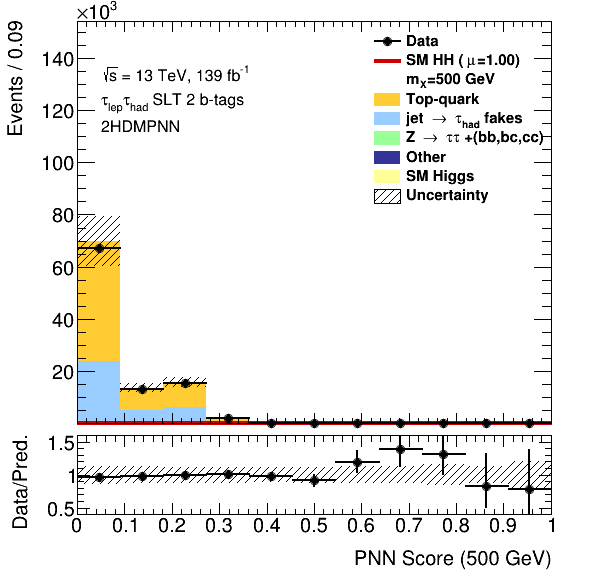 ×10³
Events / 0.09
140
120
100
80
60
40
20
√s = 13 TeV, 139 fb⁻¹
τlepτhad SLT 2 b-tags
2HDMPNN
Data
SM HH ( μ=1.00)
mX=500 GeV
Top-quark
jet → τhad fakes
Z → ττ +(bb,bc,cc)
Other
SM Higgs
Uncertainty
Data/Pred.
1.5
1
0.5
0 0.1 0.2 0.3 0.4 0.5 0.6 0.7 0.8 0.9 1
PNN Score (500 GeV)